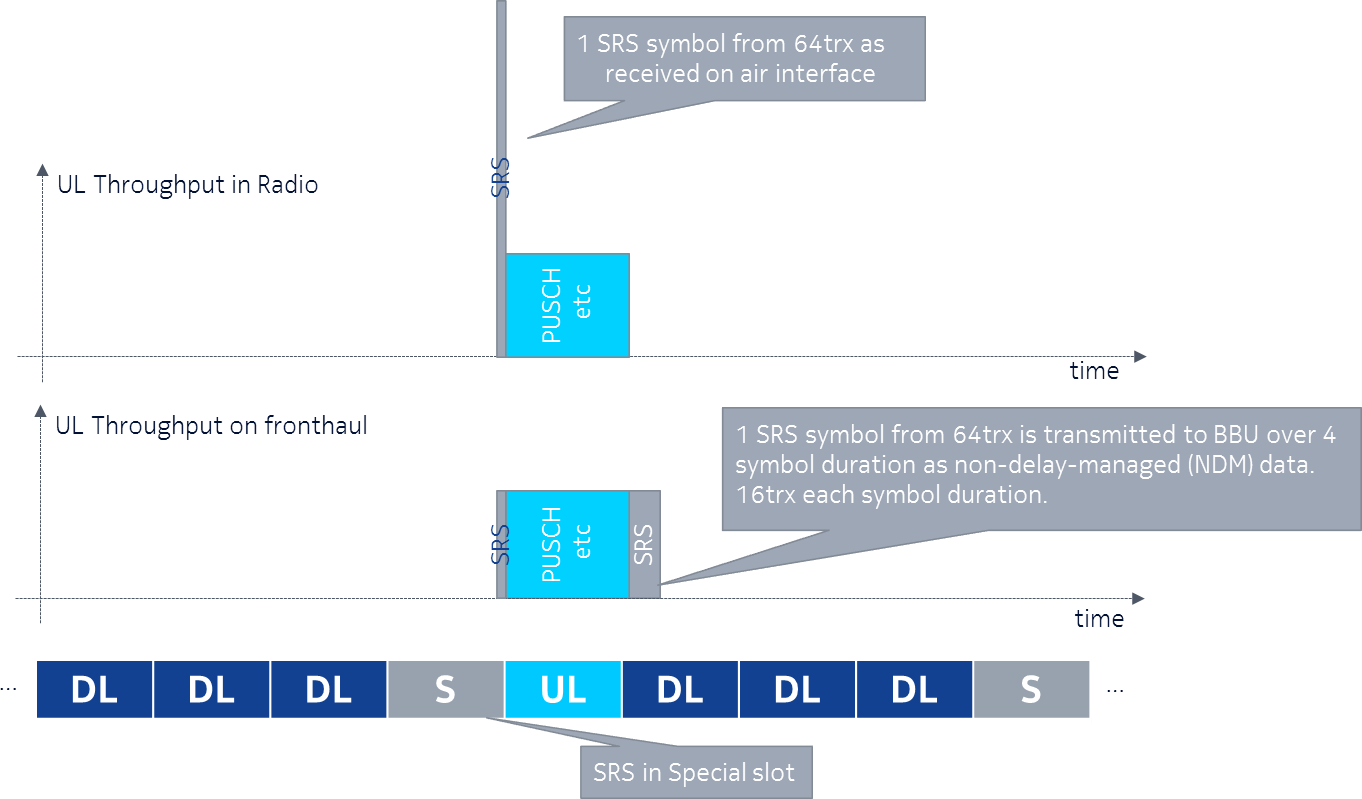 1 SRS symbol from 64trx as
received on air interface
SRS
UL Throughput in Radio
PUSCH
etc
time
UL Throughput on fronthaul
1 SRS symbol from 64trx is transmitted to BBU over 4
symbol duration as non-delay-managed (NDM) data.
16trx each symbol duration.
SRS
PUSCH
etc
SRS
time
... DL DL DL S UL DL DL DL S ...
SRS in Special slot